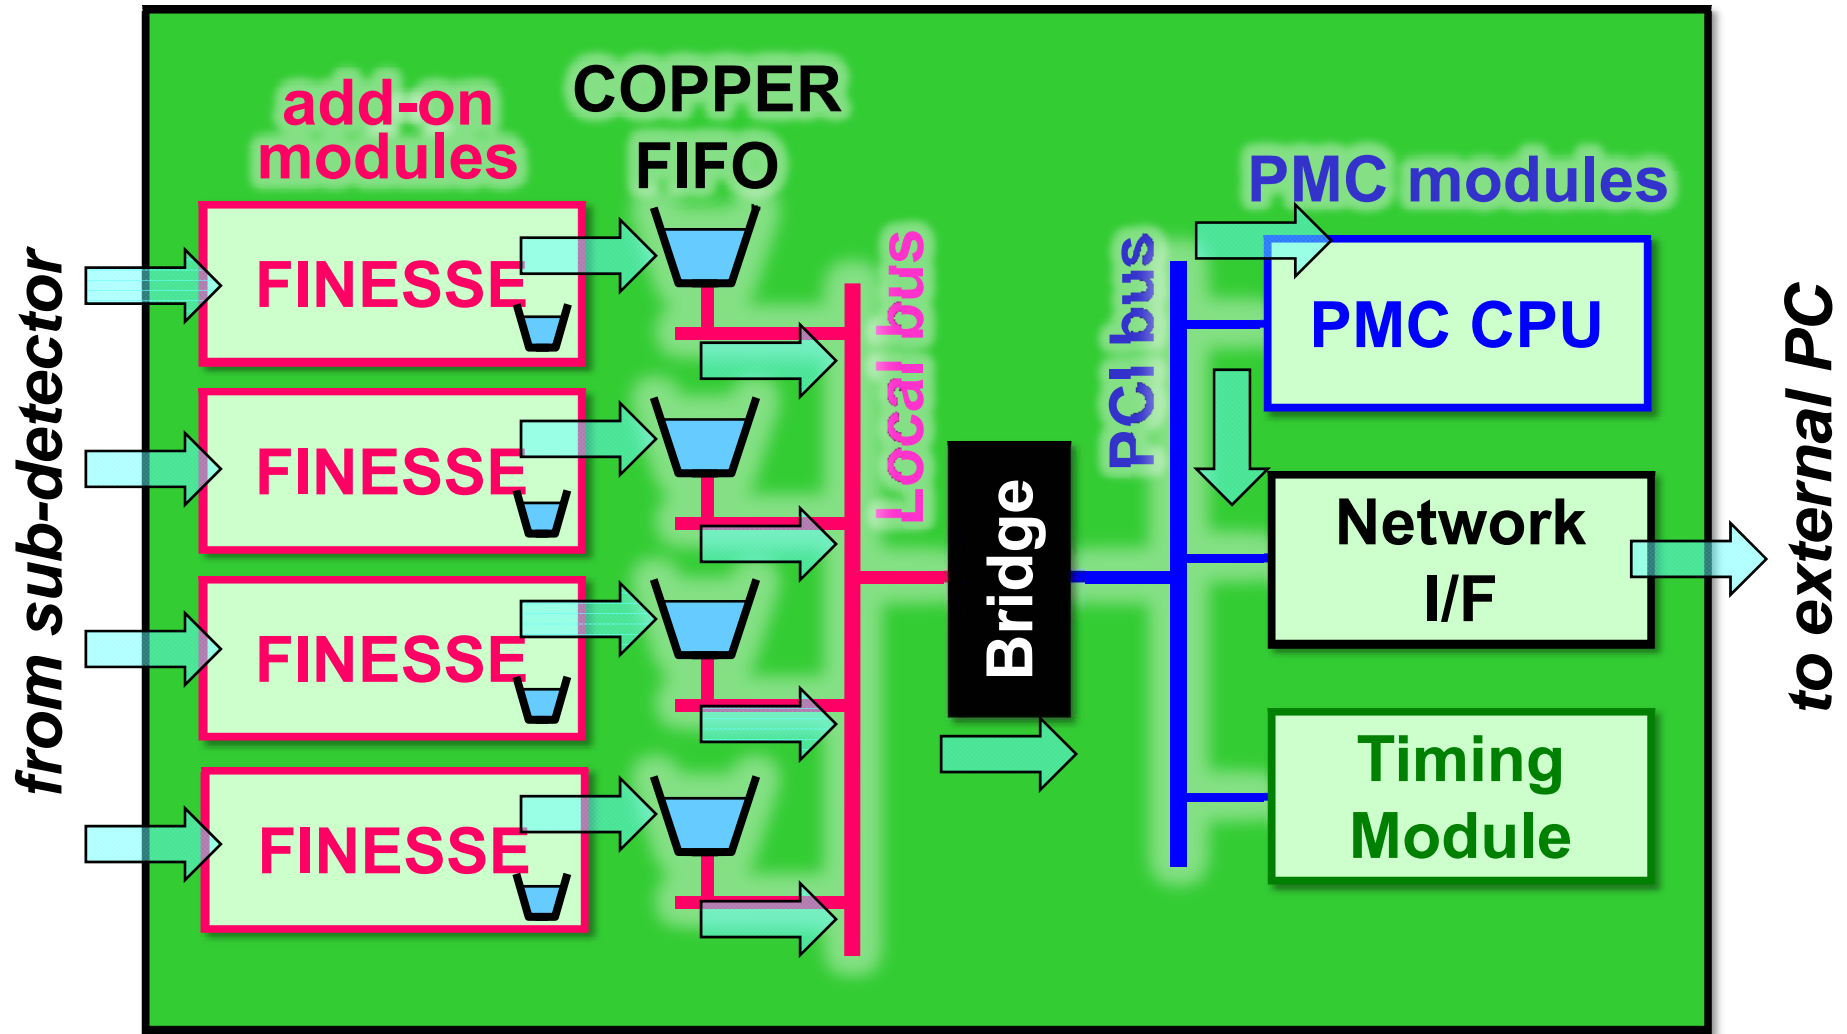 from sub-detector
add-on
modules
COPPER
FIFO
FINESSE
FINESSE
FINESSE
FINESSE
Local bus
Bridge
PCI bus
PMC modules
PMC CPU
Network
I/F
Timing
Module
to external PC